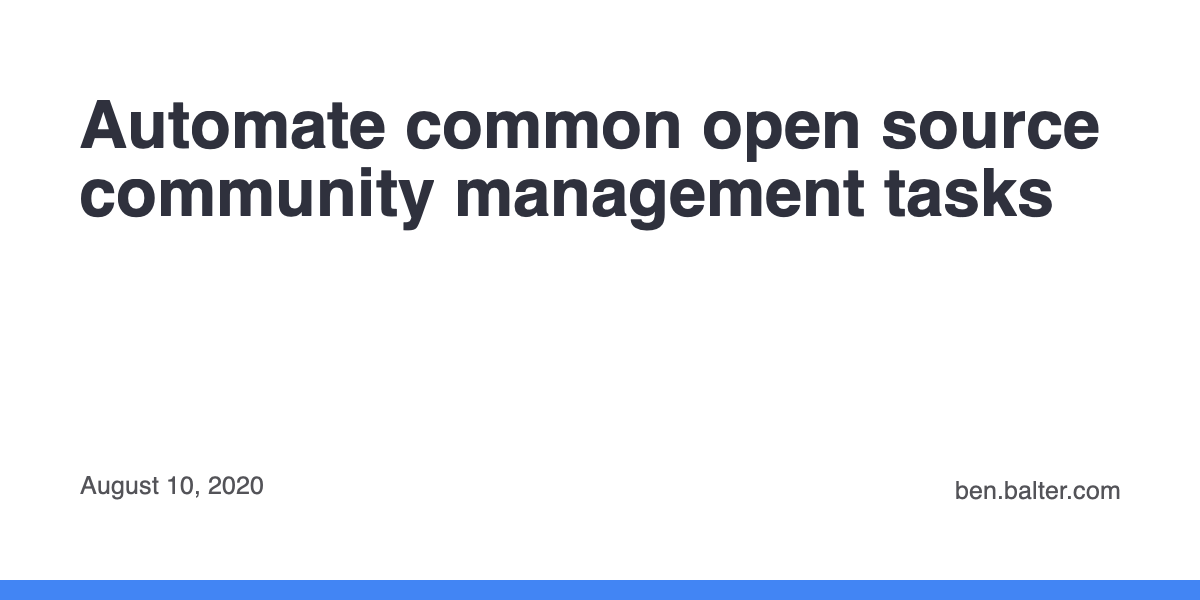 Automate common open source
community management tasks
August 10, 2020
ben.balter.com